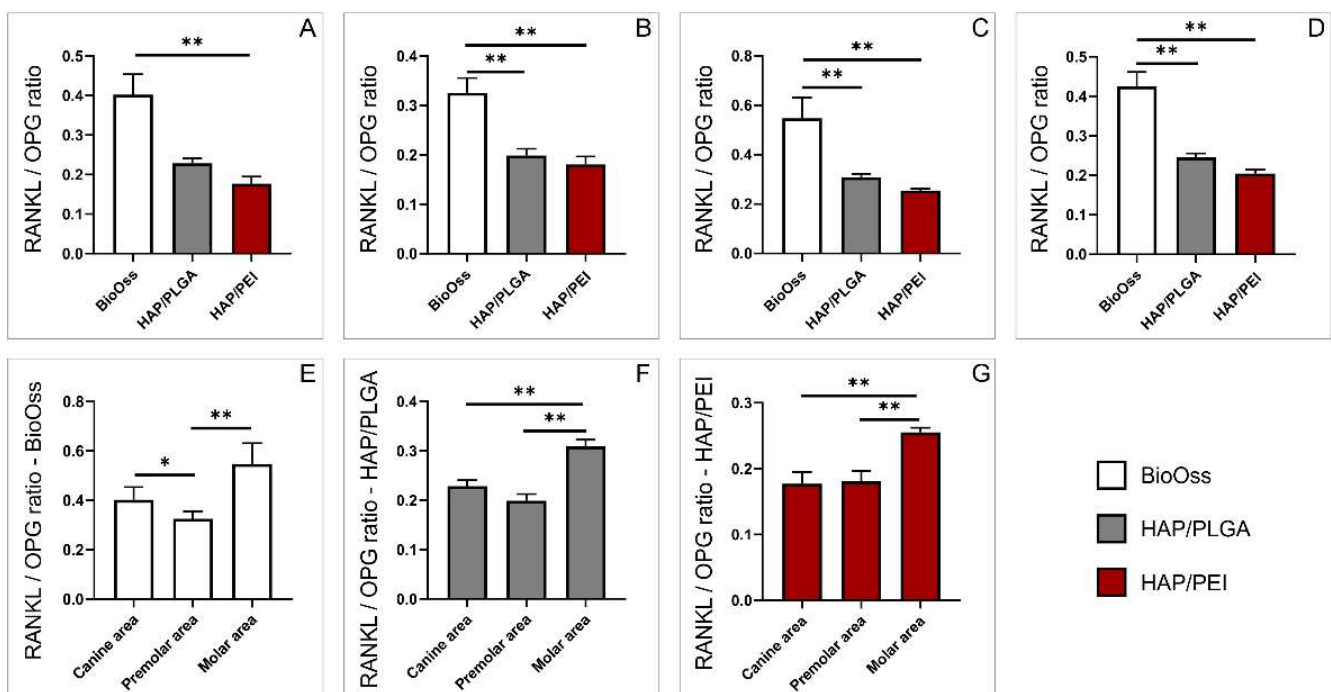 A
RANKL / OPG ratio
0.5
0.4
0.3
0.2
0.1
0.0
**
BioOss
HAP/PLGA
HAP/PEI
B
RANKL / OPG ratio
0.4
0.3
0.2
0.1
0.0
**
**
BioOss
HAP/PLGA
HAP/PEI
C
RANKL / OPG ratio
0.8
0.6
0.4
0.2
0.0
**
**
BioOss
HAP/PLGA
HAP/PEI
D
RANKL / OPG ratio
0.5
0.4
0.3
0.2
0.1
0.0
**
**
BioOss
HAP/PLGA
HAP/PEI
E
RANKL / OPG ratio - BioOss
0.8
0.6
0.4
0.2
0.0
*
**
Canine area
Premolar area
Molar area
F
RANKL / OPG ratio - HAP/PLGA
0.4
0.3
0.2
0.1
0.0
**
**
Canine area
Premolar area
Molar area
G
RANKL / OPG ratio - HAP/PEI
0.3
0.2
0.1
0.0
**
**
Canine area
Premolar area
Molar area
BioOss
HAP/PLGA
HAP/PEI